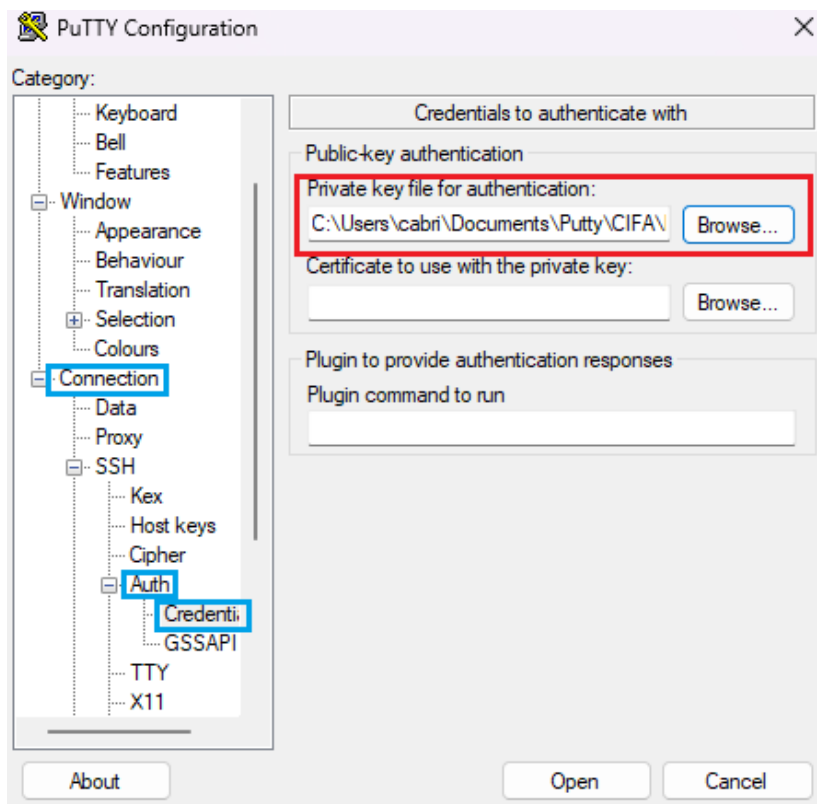 PuTTY Configuration
Category:
Keyboard
Bell
Features
Window
Appearance
Behaviour
Translation
Selection
Colours
Connection
Data
Proxy
SSH
Kex
Host keys
Cipher
Auth
Credentia
GSSAPI
TTY
X11
Credentials to authenticate with
Public-key authentication
Private key file for authentication:
C:\Users\cabri\Documents\Putty\CIFA\ Browse...
Certificate to use with the private key:
Browse...
Plugin to provide authentication responses
Plugin command to run
About
Open
Cancel